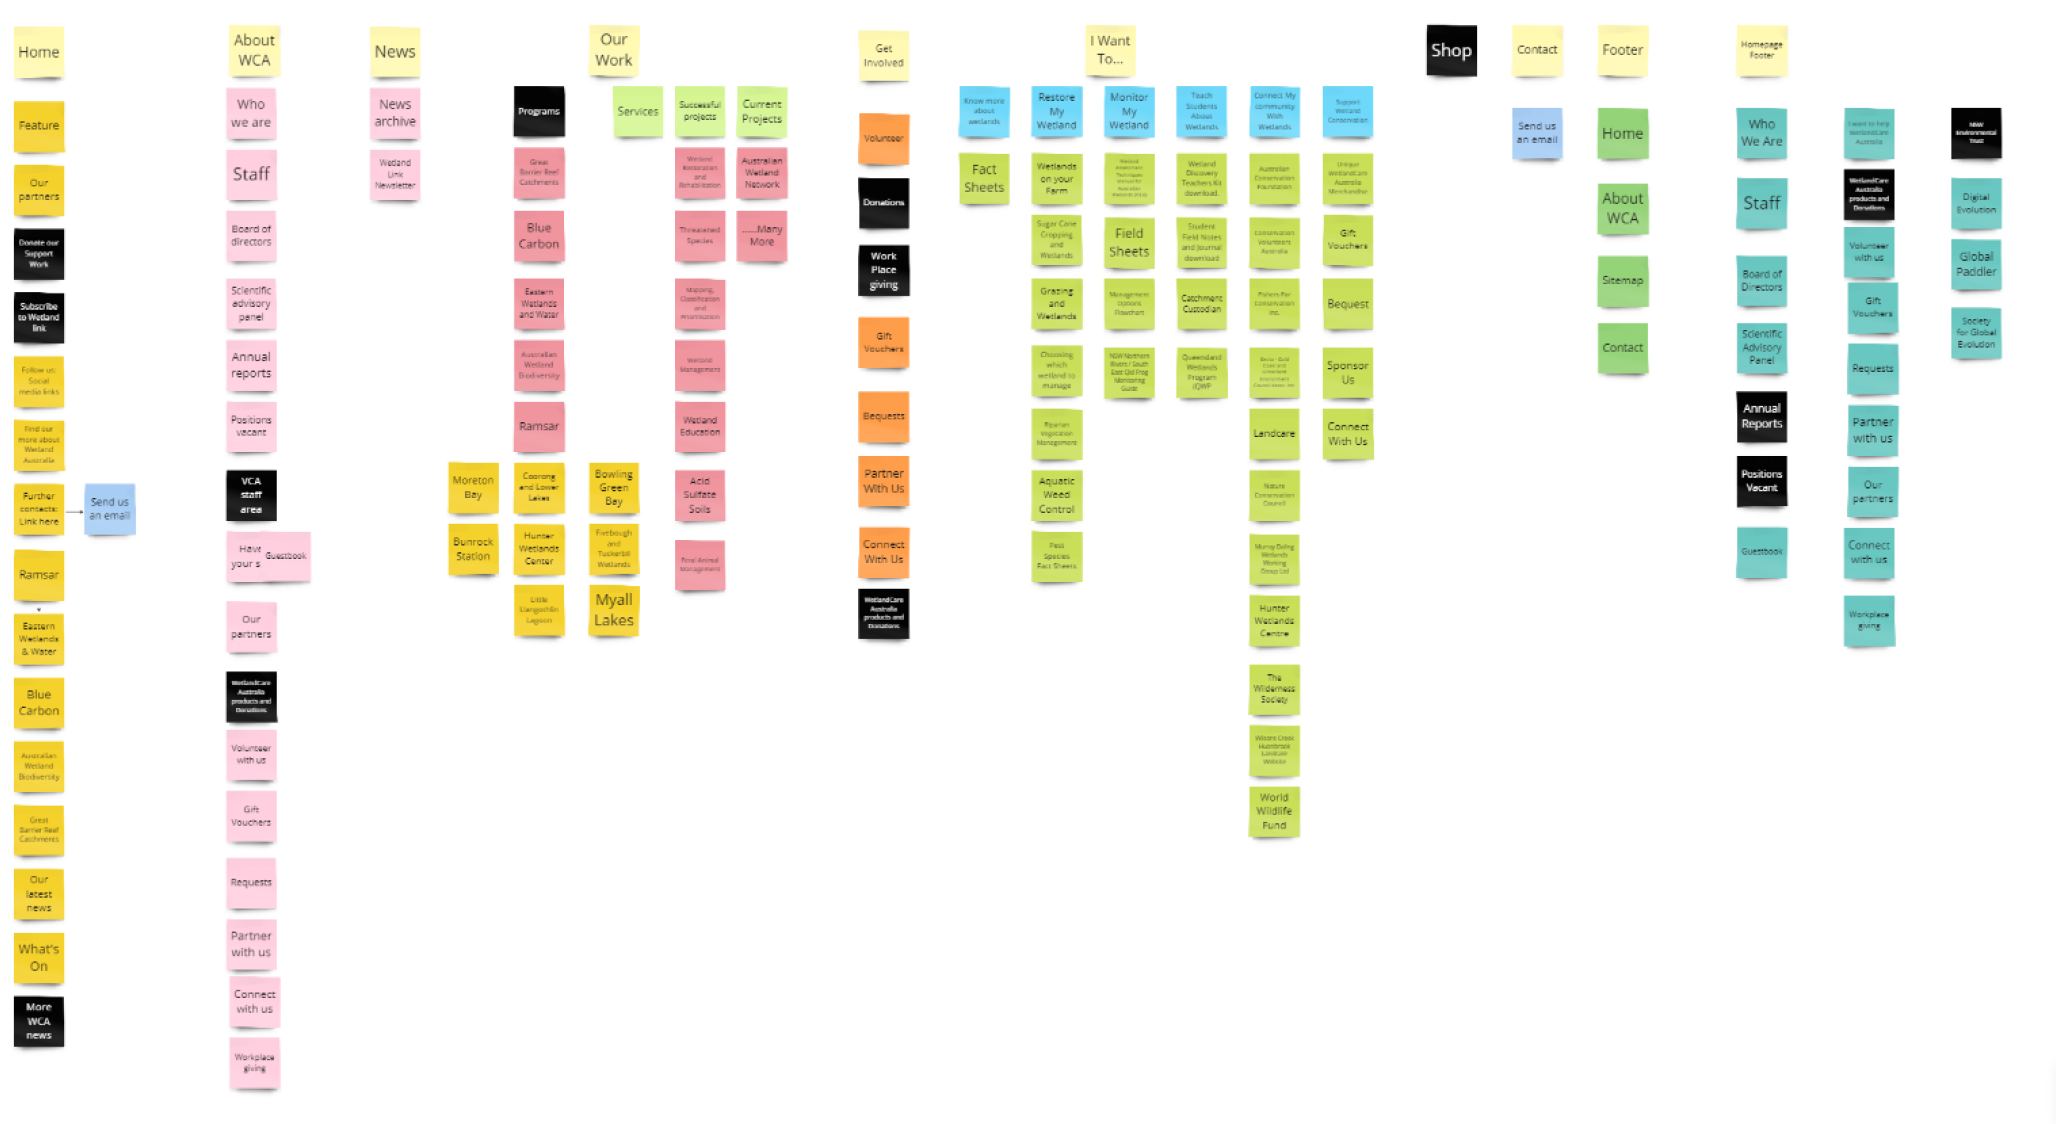 Home
Feature
Our
partners
Donate our
Support
Work
Subscribe
to Wetland
link
Follow us:
Social
media links
Find our
more about
Wetland
Australia
Further
contacts:
Link here
Send us
an email
Ramsar
Eastern
Wetlands
& Water
Blue
Carbon
Australian
Wetland
Biodiversity
Great
Barrier Reef
Catchments
Our
latest
news
What's
On
More
WCA
news
About
WCA
Who
we are
Staff
Board of
directors
Scientific
advisory
panel
Annual
reports
Positions
vacant
VCA
staff
area
Have
your s
Guestbook
Our
partners
WetlandCare
Australia
products and
Donations
Volunteer
with us
Gift
Vouchers
Requests
Partner
with us
Connect
with us
Workplace
giving
News
News
archive
Wetland
Link
Newsletter
Our
Work
Programs
Great
Barrier Reef
Catchments
Blue
Carbon
Eastern
Wetlands
and Water
Australian
Wetland
Biodiversity
Ramsar
Moreton
Bay
Bunrock
Station
Coorong
and Lower
Lakes
Hunter
Wetlands
Center
Little
Llangothlin
Lagoon
Bowling
Green
Bay
Fivebough
and
Tuckerbil
Wetlands
Myall
Lakes
Services
Successful
projects
Wetland
Restoration
and
Rehabilitation
Threatened
Species
Mapping,
Classification
and
Prioritisation
Wetland
Management
Wetland
Education
Acid
Sulfate
Soils
Feral Animal
Management
Current
Projects
Australian
Wetland
Network
.......Many
More
Get
Involved
Volunteer
Donations
Work
Place
giving
Gift
Vouchers
Bequests
Partner
With Us
Connect
With Us
WetlandCare
Australia
products and
Donations
I Want
To...
Know more
about
wetlands
Fact
Sheets
Restore
My
Wetland
Wetlands
on your
Farm
Sugar Cane
Cropping
and
Wetlands
Grazing
and
Wetlands
Choosing
which
wetland to
manage
Riparian
Vegetation
Management
Aquatic
Weed
Control
Pest
Species
Fact Sheets
Monitor
My
Wetland
Assessment
Techniques
Manual for
Australian
Field
Sheets
Management
Options
Flowchart
NSW Northern
Rivers / South
East Qld Frog
Monitoring
Guide
Teach
Students
About
Wetlands
Wetland
Discovery
Teachers Kit
download.
Student
Field Notes
and Journal
download
Catchment
Custodian
Queensland
Wetlands
Program
(QWP
Connect My
community
With
Wetlands
Australian
Conservation
Foundation
Conservation
Volunteers
Australia
Fishers For
Conservation
Inc.
Landcare
Nature
Conservation
Council
Murray Daling
Wetlands
Working
Group Ltd
Hunter
Wetlands
Centre
The
Wilderness
Society
Wilsons Creek
Huonbrook
Landcare
Website
World
Wildlife
Fund
Support
Wetland
Conservation
Unique
WetlandCare
Australia
Merchandise
Gift
Vouchers
Bequest
Sponsor
Us
Connect
With Us
Shop
Contact
Send us
an email
Footer
Home
About
WCA
Sitemap
Contact
Homepage
Footer
Who
We Are
Staff
Board of
Directors
Scientific
Advisory
Panel
Annual
Reports
Positions
Vacant
Guestbook
I want to help
WetlandCare
Australia
WetlandCare
Australia
products and
Donations
Volunteer
with us
Gift
Vouchers
Requests
Partner
with us
Our
partners
Connect
with us
Workplace
giving
NSW
Environmental
Trust
Digital
Evolution
Global
Paddler
Society
for Global
Evolution